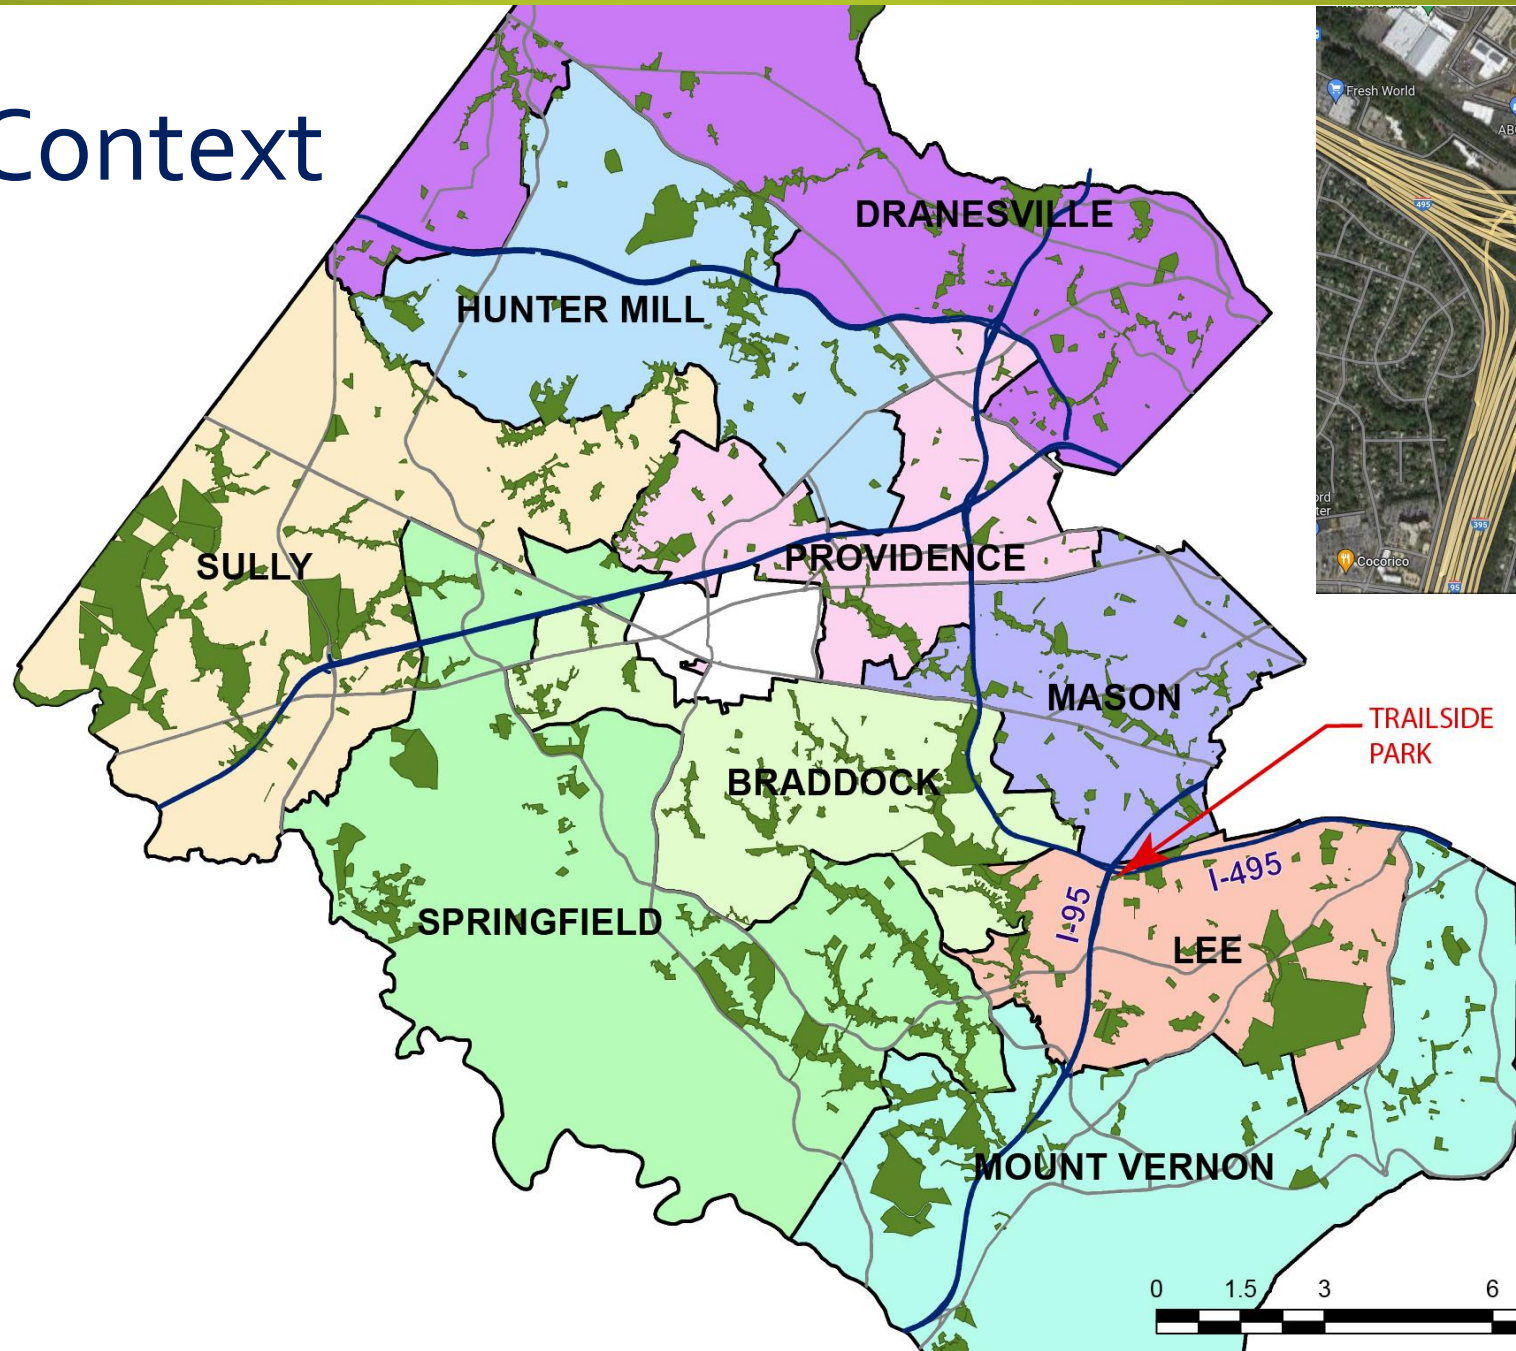 Context
DRANESVILLE
HUNTER MILL
SULLY
PROVIDENCE
MASON
TRAILSIDE
PARK
BRADDOCK
I-495
I-95
SPRINGFIELD
LEE
MOUNT VERNON
0 1.5 3 6
Fresh World
495
395
Cocorico
95